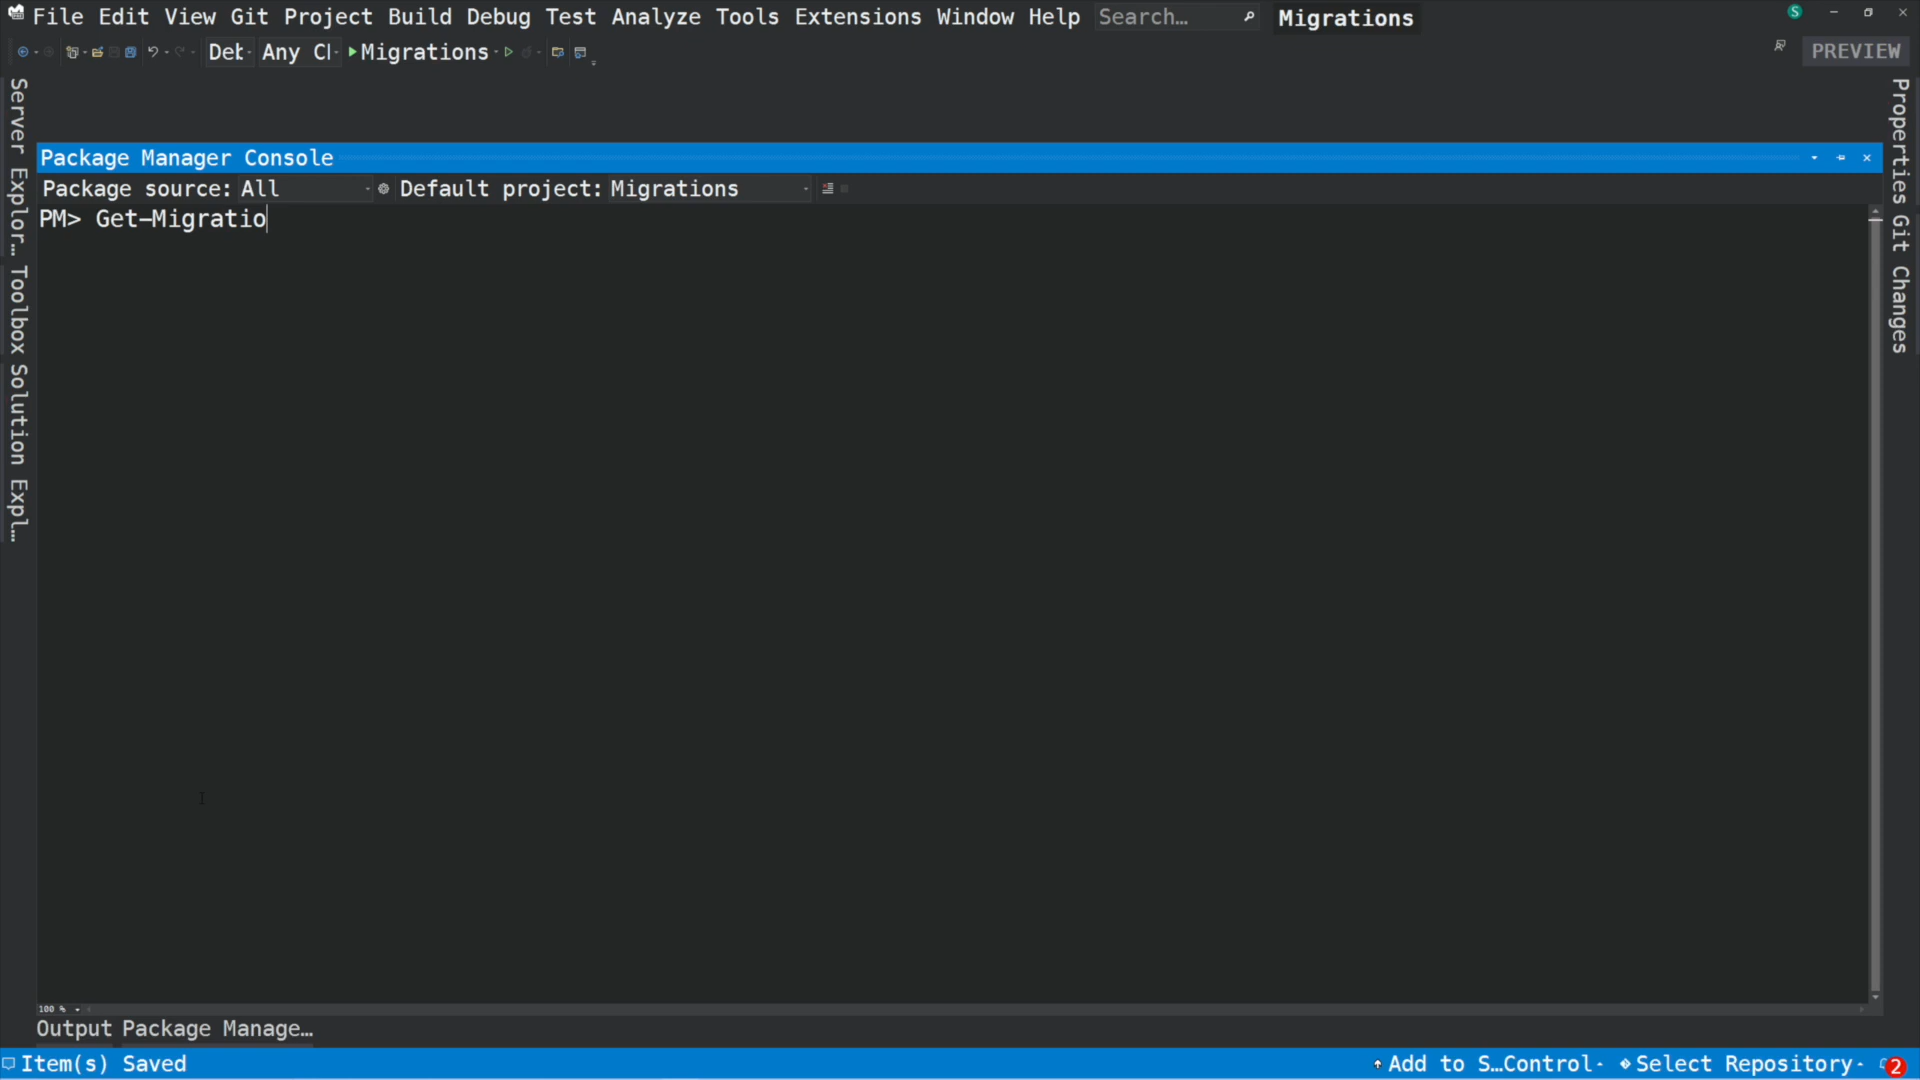 File Edit View Git Project Build Debug Test Analyze Tools Extensions Window Help Search… Migrations
S
Any Migrations PREVIEW
Server Explor…
Toolbox
Solution Expl…
Properties
Git Changes
Package Manager Console
Package source: All Default project: Migrations
PM> Get-Migratio
100 %
Output Package Manage…
Item(s) Saved Add to S…Control Select Repository 2